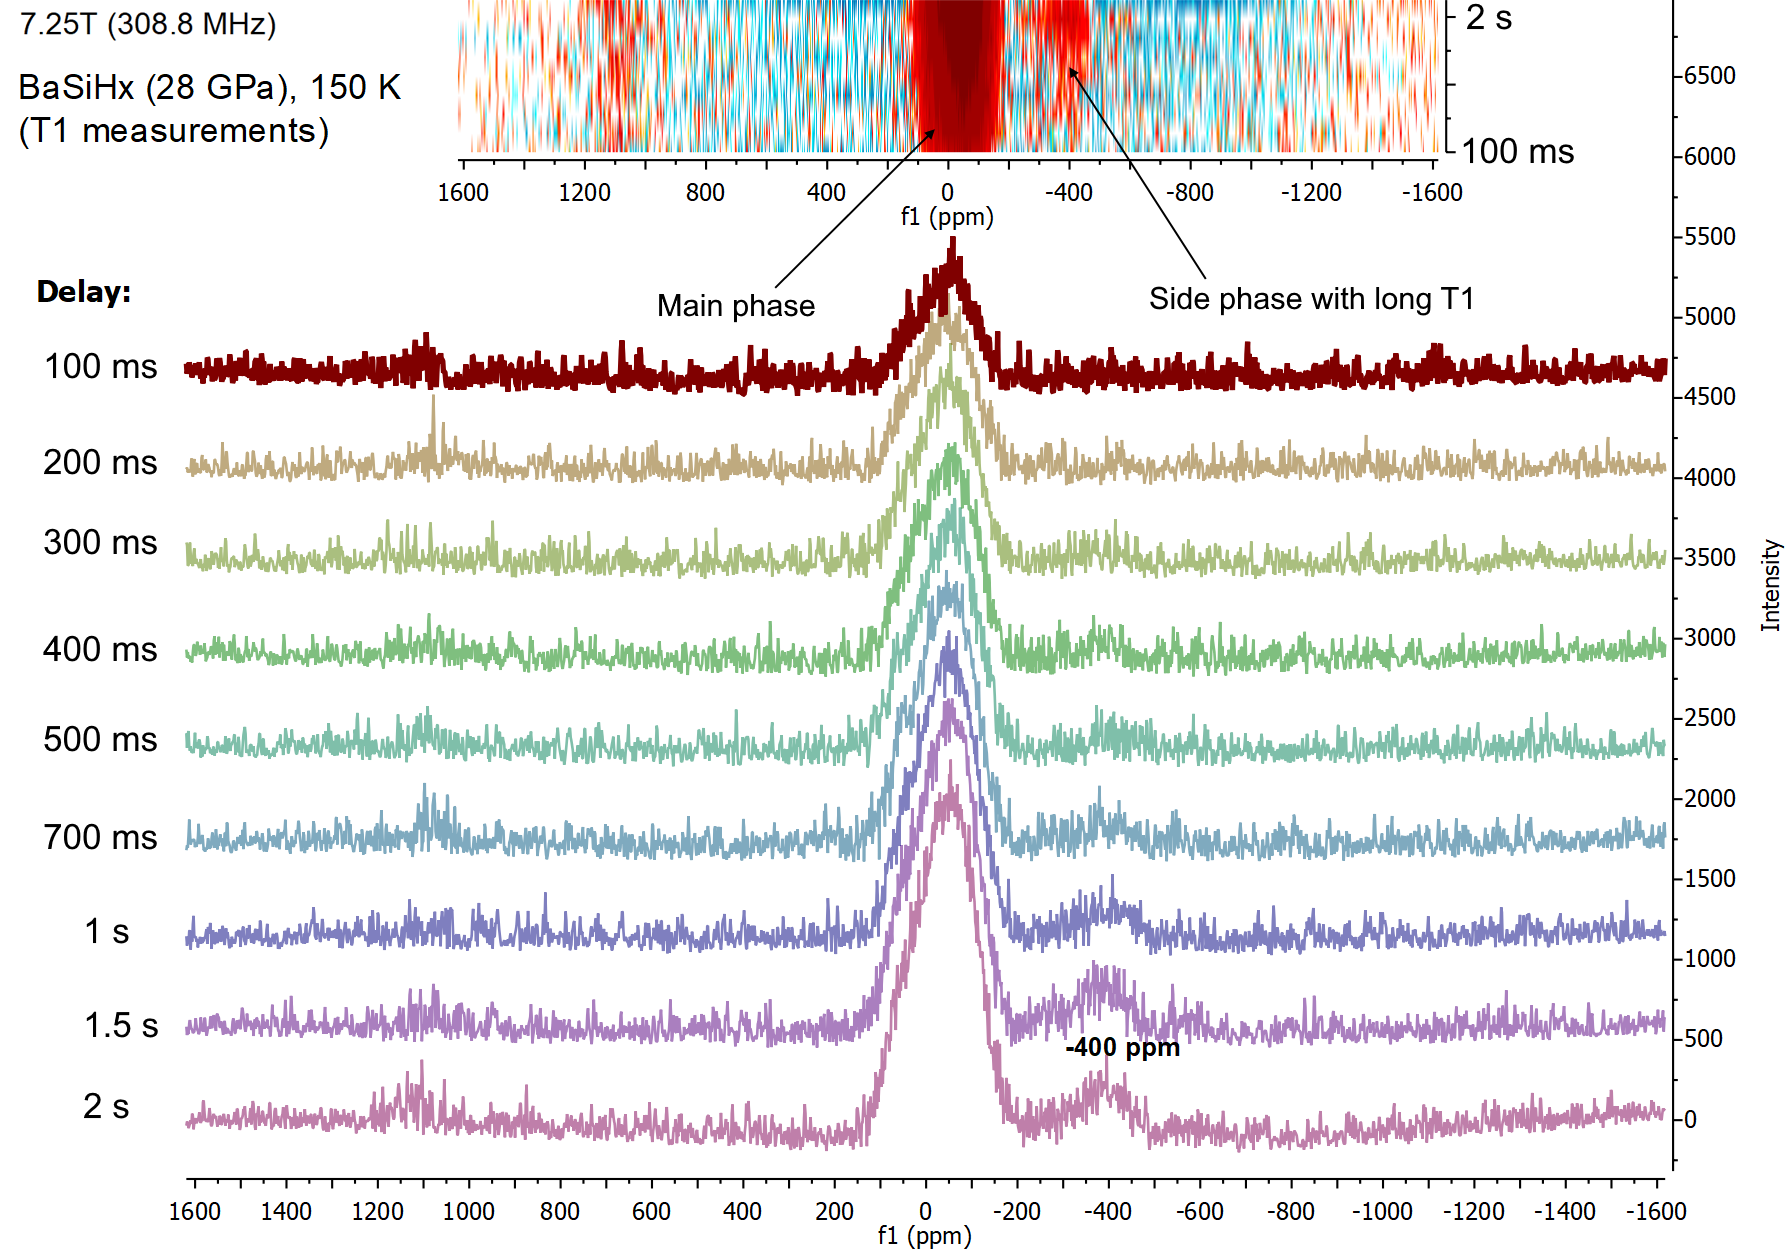 7.25T (308.8 MHz)
BaSiHx (28 GPa), 150 K
(T1 measurements)
2 s
100 ms
1600 1200 800 400 0 -400 -800 -1200 -1600
f1 (ppm)
Main phase
Side phase with long T1
Delay:
100 ms
200 ms
300 ms
400 ms
500 ms
700 ms
1 s
1.5 s
2 s
-400 ppm
6500
6000
5500
5000
4500
4000
3500
3000
2500
2000
1500
1000
500
0
Intensity
1600 1400 1200 1000 800 600 400 200 0 -200 -400 -600 -800 -1000 -1200 -1400 -1600
f1 (ppm)